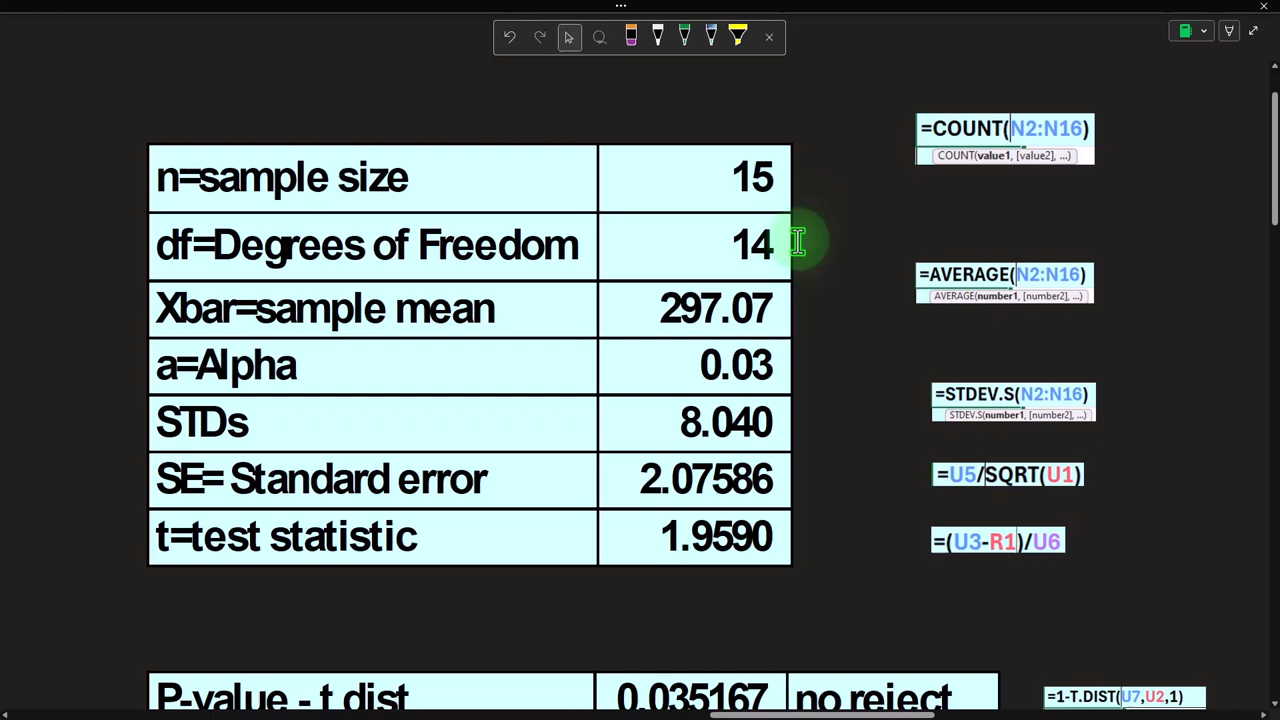 =COUNT(N2:N16)
COUNT(value1, [value2], ...)
n=sample size 15
df=Degrees of Freedom 14
=AVERAGE(N2:N16)
AVERAGE(number1, [number2], ...)
Xbar=sample mean 297.07
a=Alpha 0.03
=STDEV.S(N2:N16)
STDEV.S(number1, [number2], ...)
STDs 8.040
SE= Standard error 2.07586
=U5/SQRT(U1)
t=test statistic 1.9590
=(U3-R1)/U6
P-value - t dist 0.035167 no reject
=1-T.DIST(U7,U2,1)